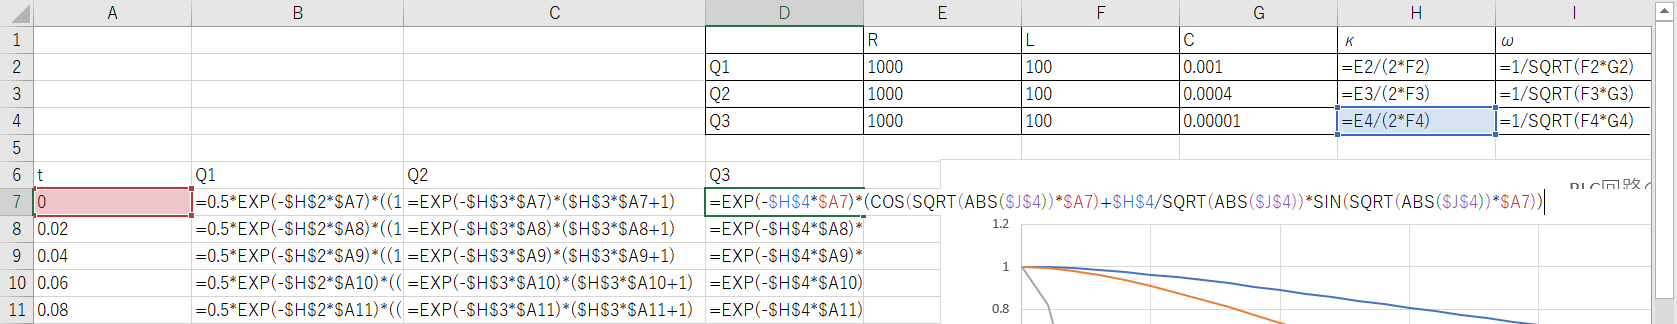 A B C D E F G H I
1 R L C κ ω
2 Q1 1000 100 0.001 =E2/(2*F2) =1/SQRT(F2*G2)
3 Q2 1000 100 0.0004 =E3/(2*F3) =1/SQRT(F3*G3)
4 Q3 1000 100 0.00001 =E4/(2*F4) =1/SQRT(F4*G4)
5
6 t Q1 Q2 Q3
7 0 =0.5*EXP(-$H$2*$A7)*((1 =EXP(-$H$3*$A7)*($H$3*$A7+1) =EXP(-$H$4*$A7)*(COS(SQRT(ABS($J$4))*$A7)+$H$4/SQRT(ABS($J$4))*SIN(SQRT(ABS($J$4))*$A7))
8 0.02 =0.5*EXP(-$H$2*$A8)*((1 =EXP(-$H$3*$A8)*($H$3*$A8+1) =EXP(-$H$4*$A8)* 1.2
9 0.04 =0.5*EXP(-$H$2*$A9)*((1 =EXP(-$H$3*$A9)*($H$3*$A9+1) =EXP(-$H$4*$A9)*
10 0.06 =0.5*EXP(-$H$2*$A10)*(( =EXP(-$H$3*$A10)*($H$3*$A10+1) =EXP(-$H$4*$A10) 1
11 0.08 =0.5*EXP(-$H$2*$A11)*(( =EXP(-$H$3*$A11)*($H$3*$A11+1) =EXP(-$H$4*$A11) 0.8